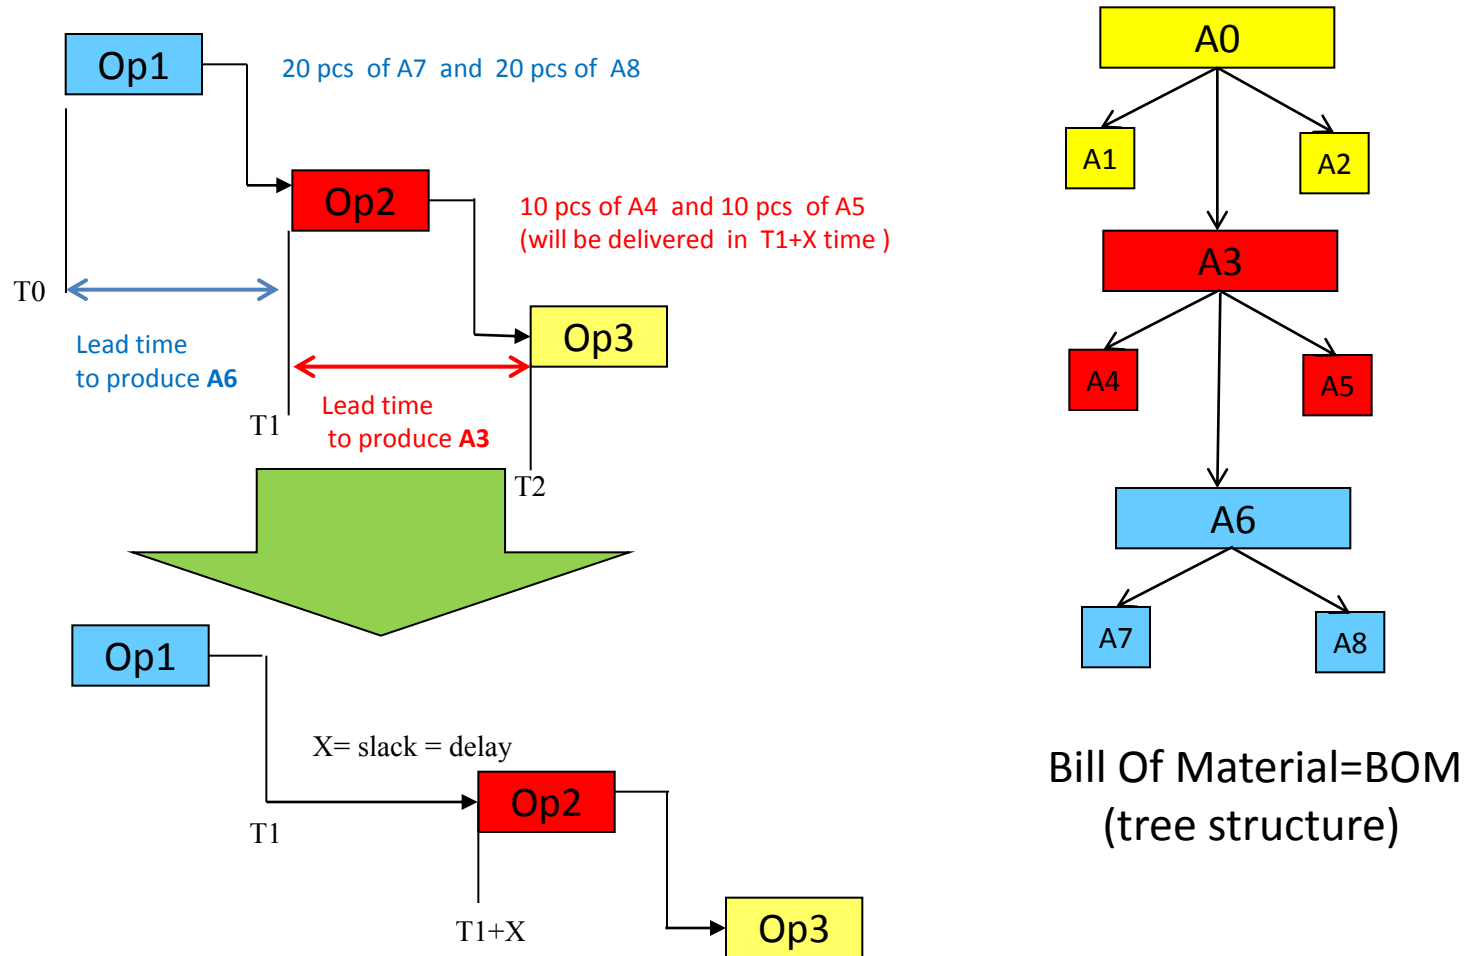 Op1
20 pcs of A7 and 20 pcs of A8
Op2
10 pcs of A4 and 10 pcs of A5
(will be delivered in T1+X time )
T0
Op3
Lead time
to produce A6
T1
Lead time
to produce A3
T2
Op1
X= slack = delay
Op2
T1
T1+X
Op3
A0
A1
A2
A3
A4
A5
A6
A7
A8
Bill Of Material=BOM
(tree structure)